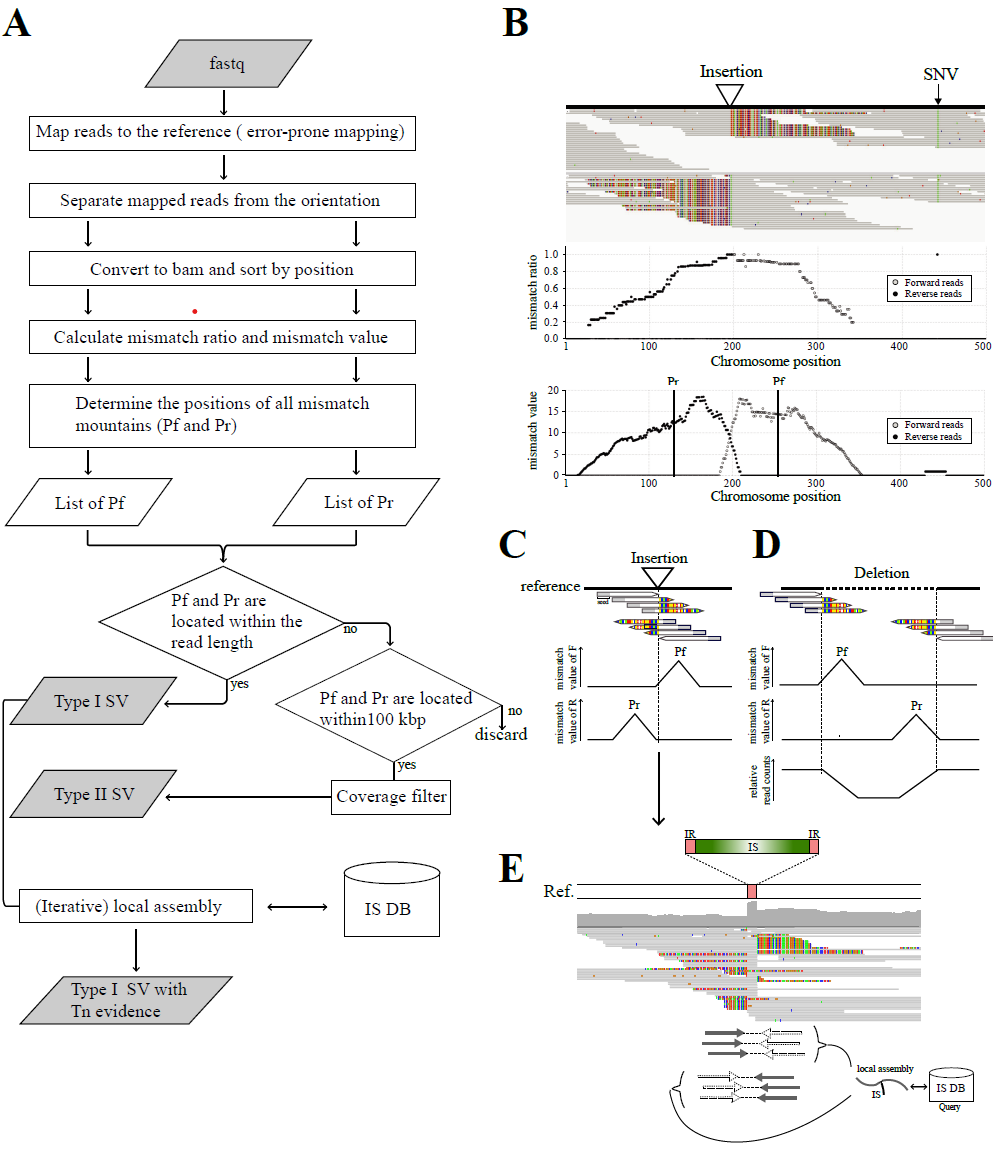 A
fastq
Map reads to the reference ( error-prone mapping)
Separate mapped reads from the orientation
Convert to bam and sort by position
Calculate mismatch ratio and mismatch value
Determine the positions of all mismatch
mountains (Pf and Pr)
List of Pf
List of Pr
Pf and Pr are
located within the
read length
no
yes
Type I SV
Pf and Pr are located
within100 kbp
no
discard
yes
Type II SV
Coverage filter
(Iterative) local assembly
IS DB
Type I SV with
Tn evidence
B
Insertion
SNV
mismatch ratio
1.0
0.8
0.6
0.4
0.2
Forward reads
Reverse reads
1
100
200
300
400
500
Chromosome position
Pr
Pf
mismatch value
20
15
10
5
0
Forward reads
Reverse reads
1
100
200
300
400
500
Chromosome position
C
Insertion
reference
seed
mismatch
value of F
Pf
mismatch
value of R
Pr
D
Deletion
mismatch
value of F
Pf
mismatch
value of R
Pr
relative
read counts
E
IR
IS
IR
Ref.
local assembly
IS
IS DB
Query